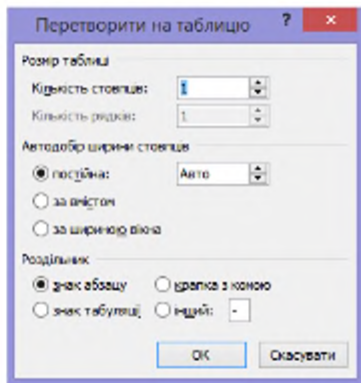 Перетворити на таблицю ? ×
Розмір таблиці
Кількість стовпців: 1
Кількість рядків: 1
Автодобір ширини стовпців
постійна: Авто
за вмістом
за шириною вікна
Роздільник
знак абзацу крапка з комою
знак табуляції інший: -
ОК Скасувати